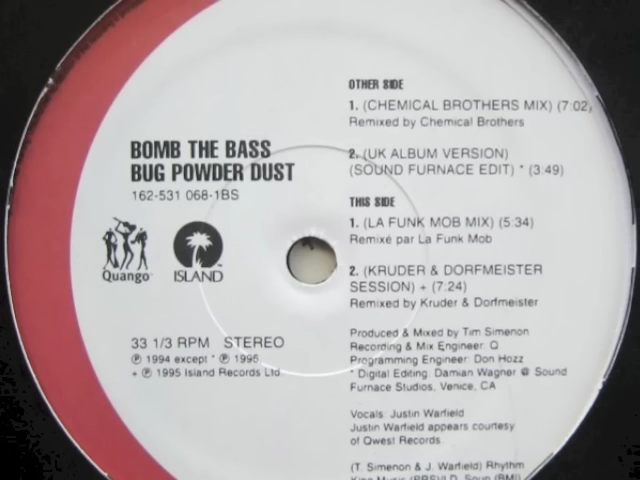 BOMB THE BASS
BUG POWDER DUST
162-531 068-1BS
Quango
ISLAND
33 1/3 RPM STEREO
℗ 1994 except * ℗ 1995
+ ℗ 1995 Island Records Ltd
OTHER SIDE
1. (CHEMICAL BROTHERS MIX) (7:02)
Remixed by Chemical Brothers
2. (UK ALBUM VERSION)
(SOUND FURNACE EDIT) * (3:49)
THIS SIDE
1. (LA FUNK MOB MIX) (5:34)
Remixé par La Funk Mob
2. (KRUDER & DORFMEISTER
SESSION) + (7:24)
Remixed by Kruder & Dorfmeister
Produced & Mixed by Tim Simenon
Recording & Mix Engineer: Q
Programming Engineer: Don Hozz
* Digital Editing: Damian Wagner @ Sound
Furnace Studios, Venice, CA
Vocals: Justin Warfield
Justin Warfield appears courtesy
of Qwest Records.
(T. Simenon & J. Warfield) Rhythm
King Music